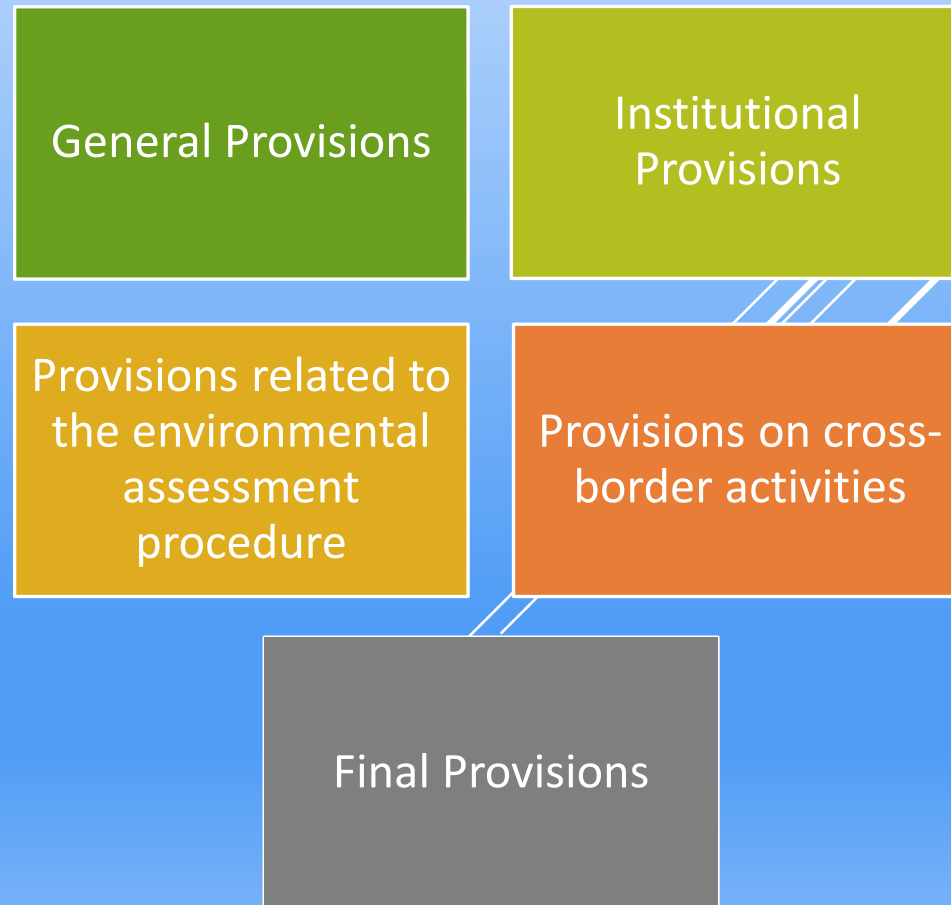 General Provisions
Institutional
Provisions
Provisions related to
the environmental
assessment
procedure
Provisions on cross-
border activities
Final Provisions